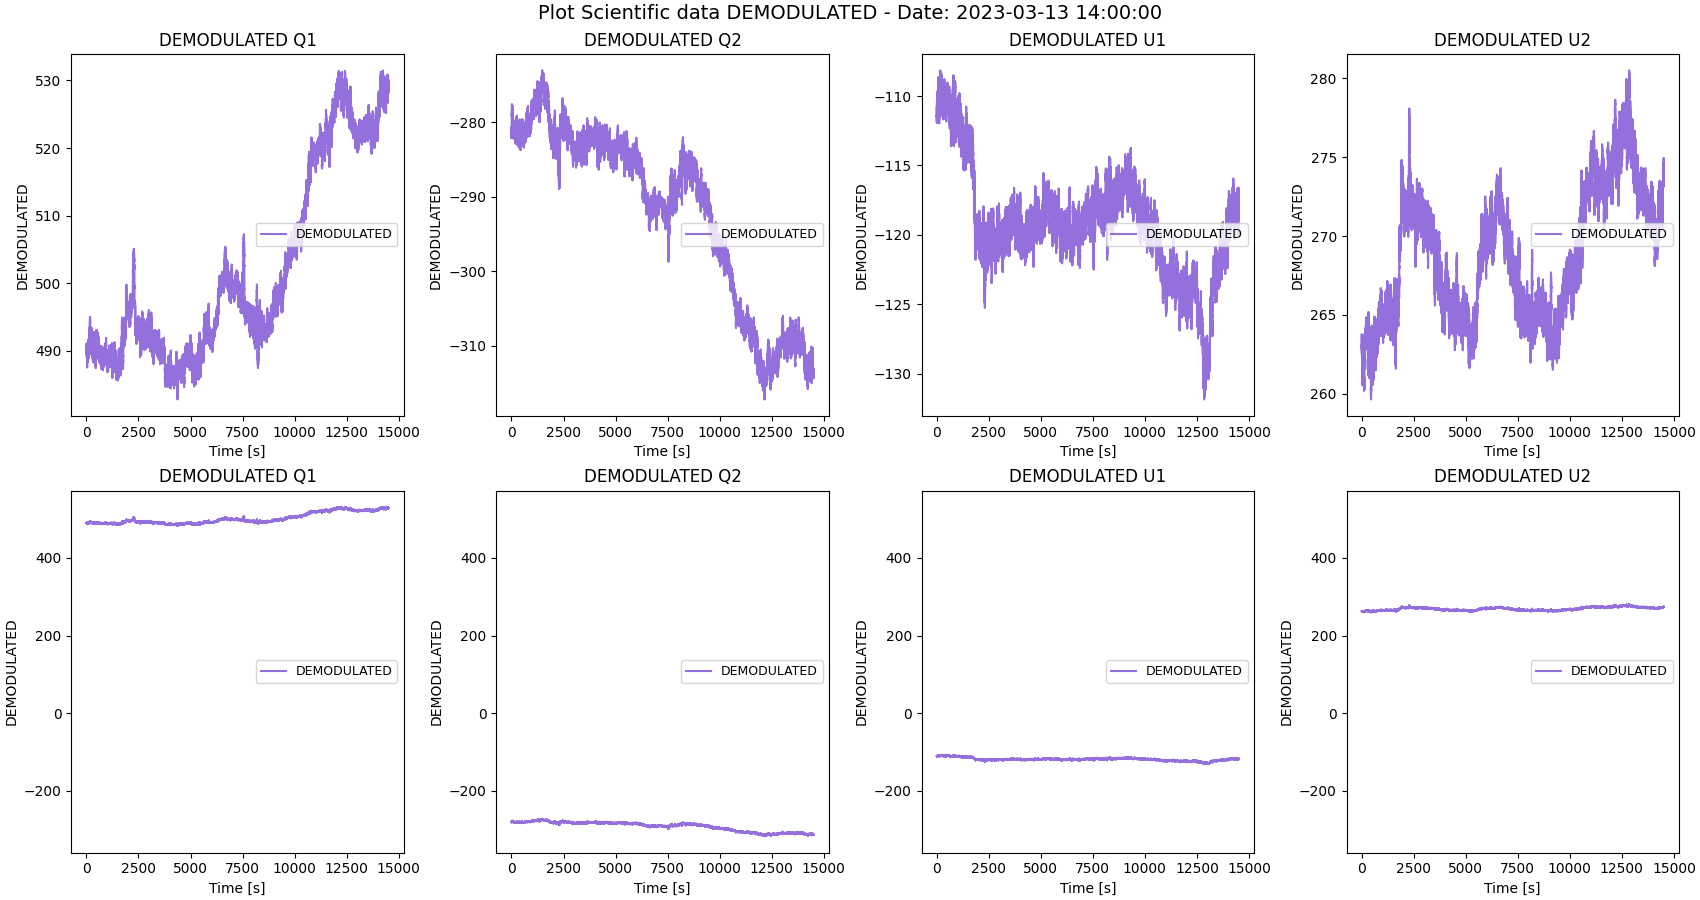 Plot Scientific data DEMODULATED - Date: 2023-03-13 14:00:00
DEMODULATED Q1
DEMODULATED
530
520
510
500
490
DEMODULATED
0 2500 5000 7500 10000 12500 15000
Time [s]
DEMODULATED Q2
DEMODULATED
−280
−290
−300
−310
DEMODULATED
0 2500 5000 7500 10000 12500 15000
Time [s]
DEMODULATED U1
DEMODULATED
−110
−115
−120
−125
−130
DEMODULATED
0 2500 5000 7500 10000 12500 15000
Time [s]
DEMODULATED U2
DEMODULATED
280
275
270
265
260
DEMODULATED
0 2500 5000 7500 10000 12500 15000
Time [s]
DEMODULATED Q1
DEMODULATED
400
200
0
−200
DEMODULATED
0 2500 5000 7500 10000 12500 15000
Time [s]
DEMODULATED Q2
DEMODULATED
400
200
0
−200
DEMODULATED
0 2500 5000 7500 10000 12500 15000
Time [s]
DEMODULATED U1
DEMODULATED
400
200
0
−200
DEMODULATED
0 2500 5000 7500 10000 12500 15000
Time [s]
DEMODULATED U2
DEMODULATED
400
200
0
−200
DEMODULATED
0 2500 5000 7500 10000 12500 15000
Time [s]